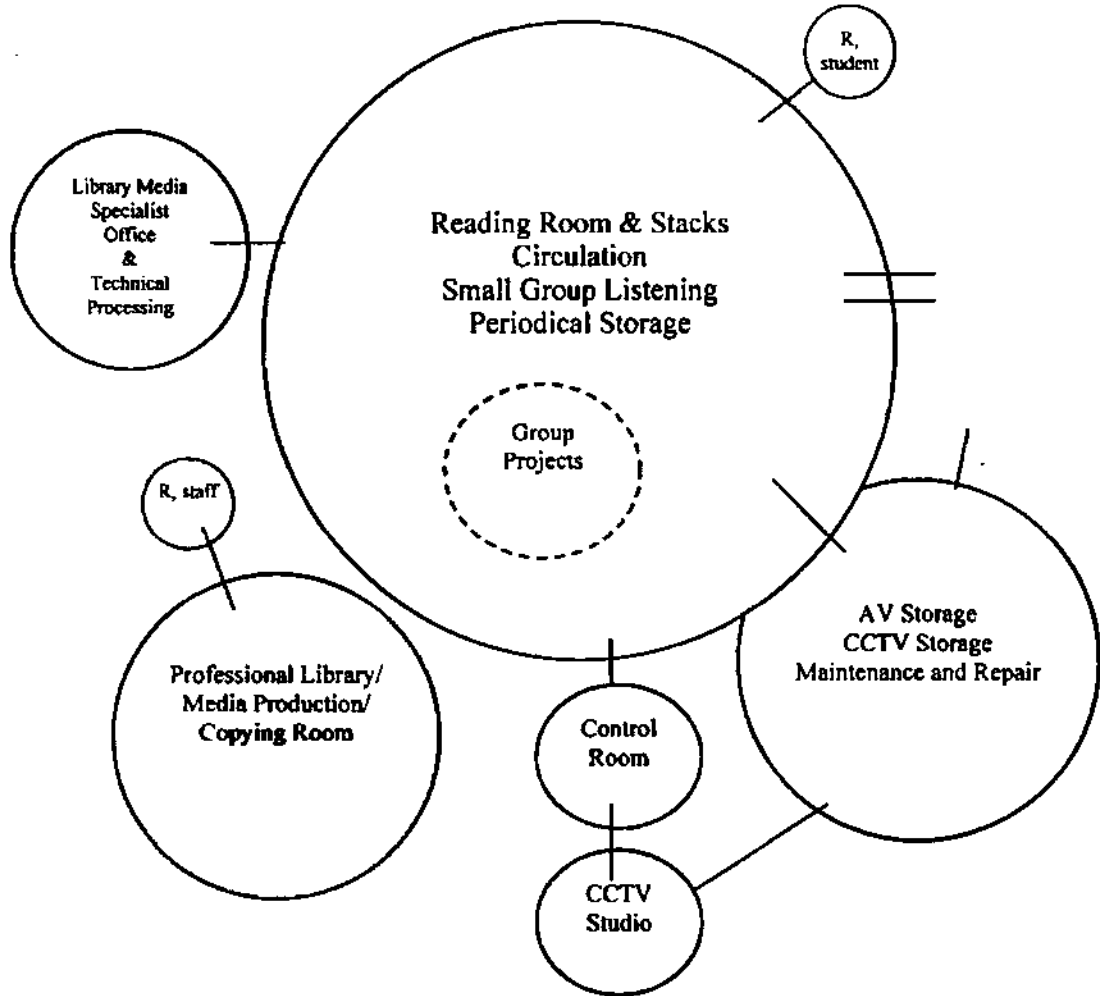 R,
student
Library Media
Specialist
Office
&
Technical
Processing
Reading Room & Stacks
Circulation
Small Group Listening
Periodical Storage
Group
Projects
R, staff
Professional Library/
Media Production/
Copying Room
Control
Room
AV Storage
CCTV Storage
Maintenance and Repair
CCTV
Studio